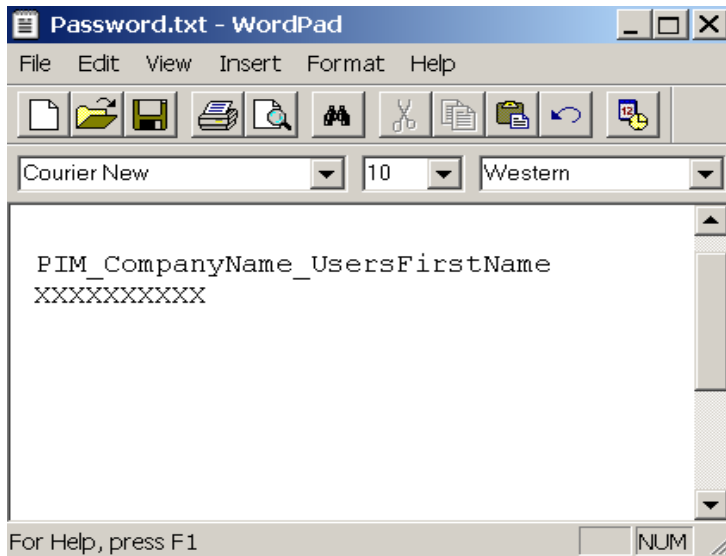 Password.txt - WordPad
File Edit View Insert Format Help
Courier New 10 Western
PIM_CompanyName_UsersFirstName
XXXXXXXXXX
For Help, press F1 NUM